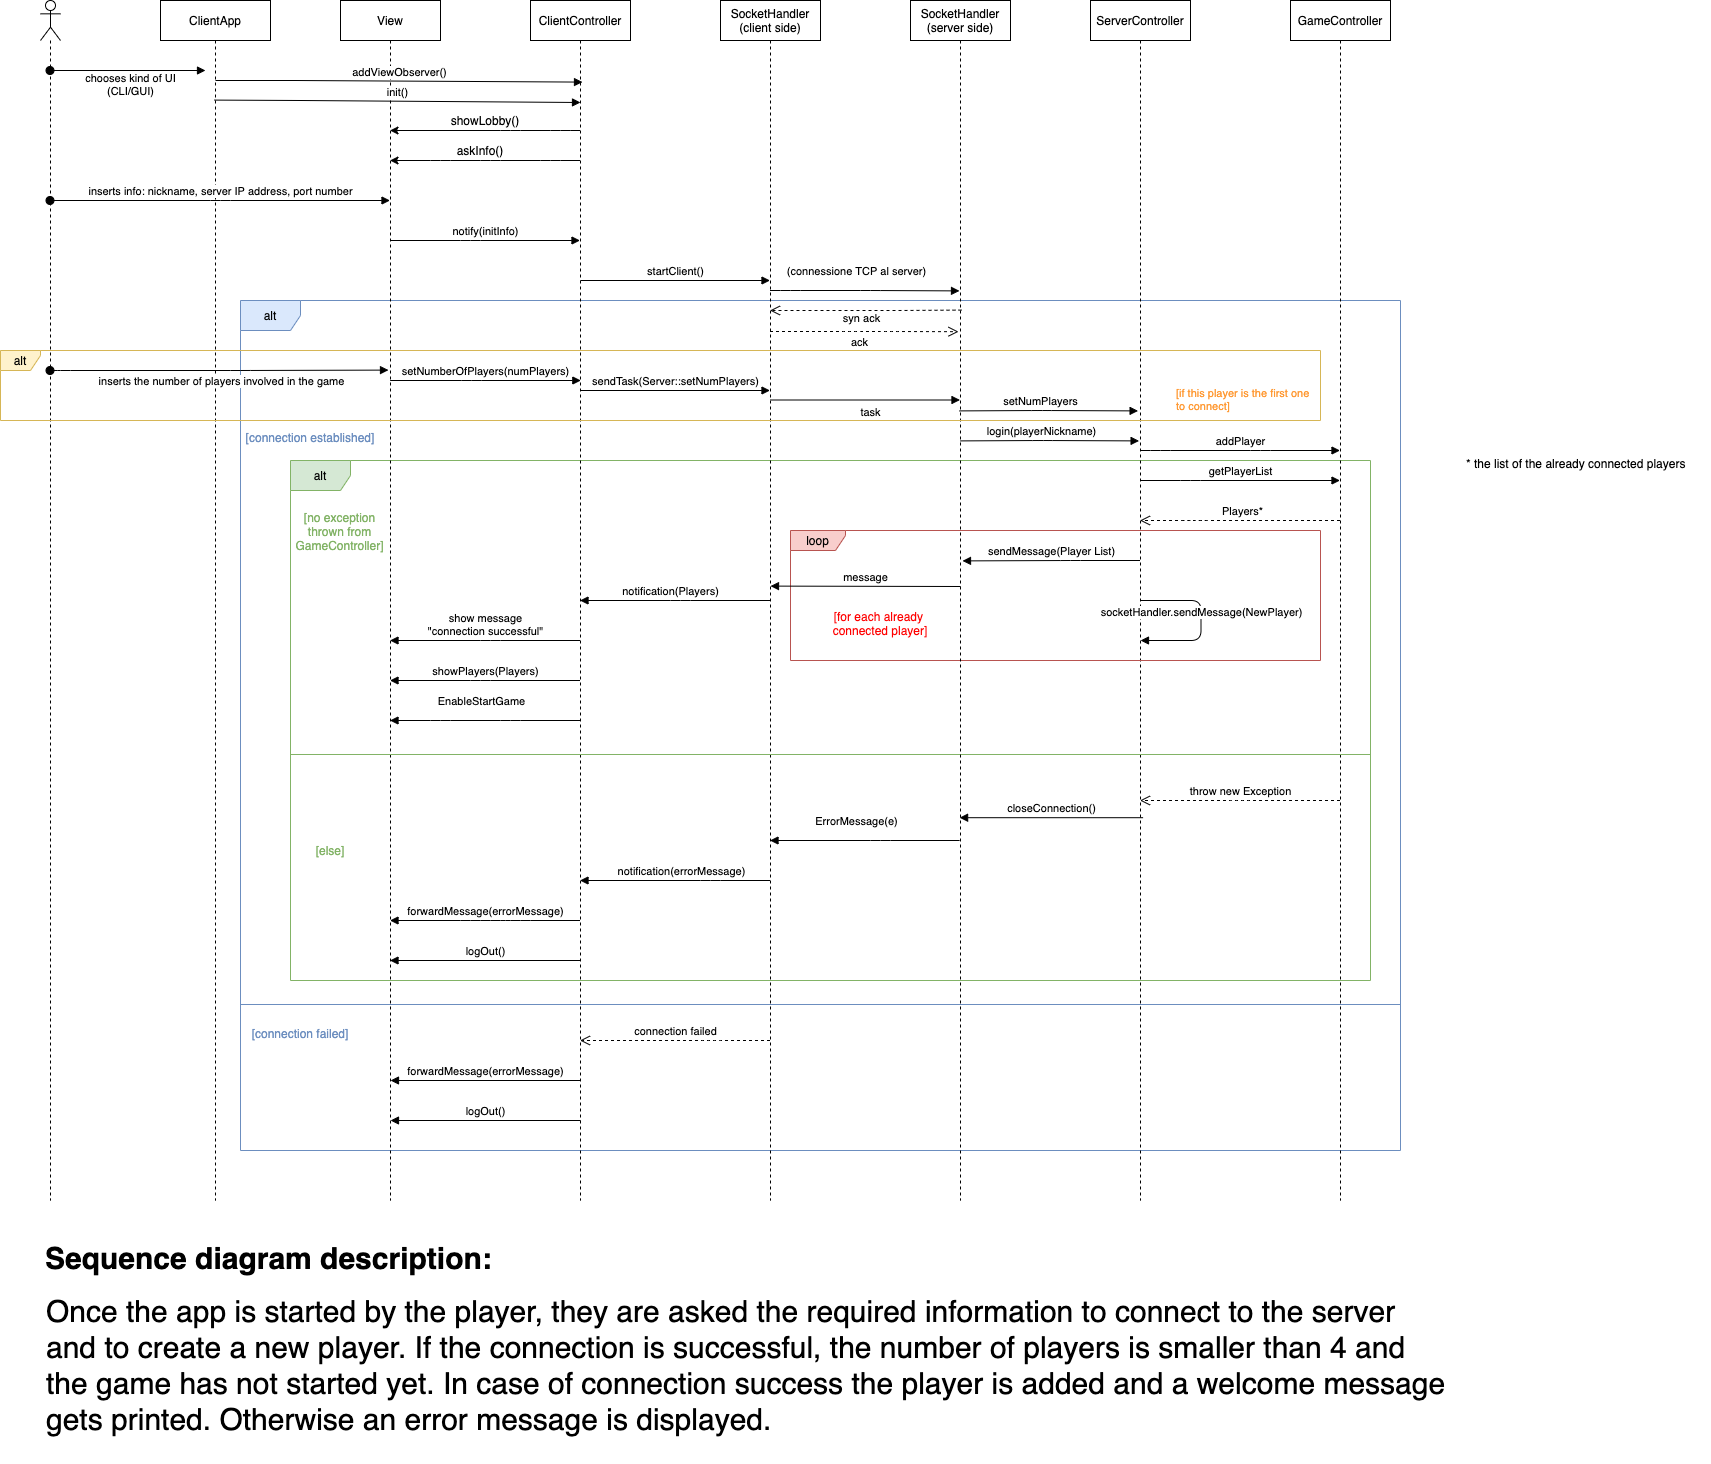 ClientApp
View
ClientController
SocketHandler
(client side)
SocketHandler
(server side)
ServerController
GameController
chooses kind of UI
(CLI/GUI)
addViewObserver()
init()
showLobby()
askInfo()
inserts info: nickname, server IP address, port number
notify(initInfo)
startClient()
(connessione TCP al server)
alt
syn ack
ack
alt
inserts the number of players involved in the game
setNumberOfPlayers(numPlayers)
sendTask(Server::setNumPlayers)
task
setNumPlayers
[if this player is the first one
to connect]
[connection established]
login(playerNickname)
addPlayer
* the list of the already connected players
alt
getPlayerList
[no exception
thrown from
GameController]
Players*
loop
sendMessage(Player List)
message
notification(Players)
socketHandler.sendMessage(NewPlayer)
[for each already
connected player]
show message
"connection successful"
showPlayers(Players)
EnableStartGame
throw new Exception
closeConnection()
ErrorMessage(e)
[else]
notification(errorMessage)
forwardMessage(errorMessage)
logOut()
[connection failed]
connection failed
forwardMessage(errorMessage)
logOut()
Sequence diagram description:
Once the app is started by the player, they are asked the required information to connect to the server
and to create a new player. If the connection is successful, the number of players is smaller than 4 and
the game has not started yet. In case of connection success the player is added and a welcome message
gets printed. Otherwise an error message is displayed.